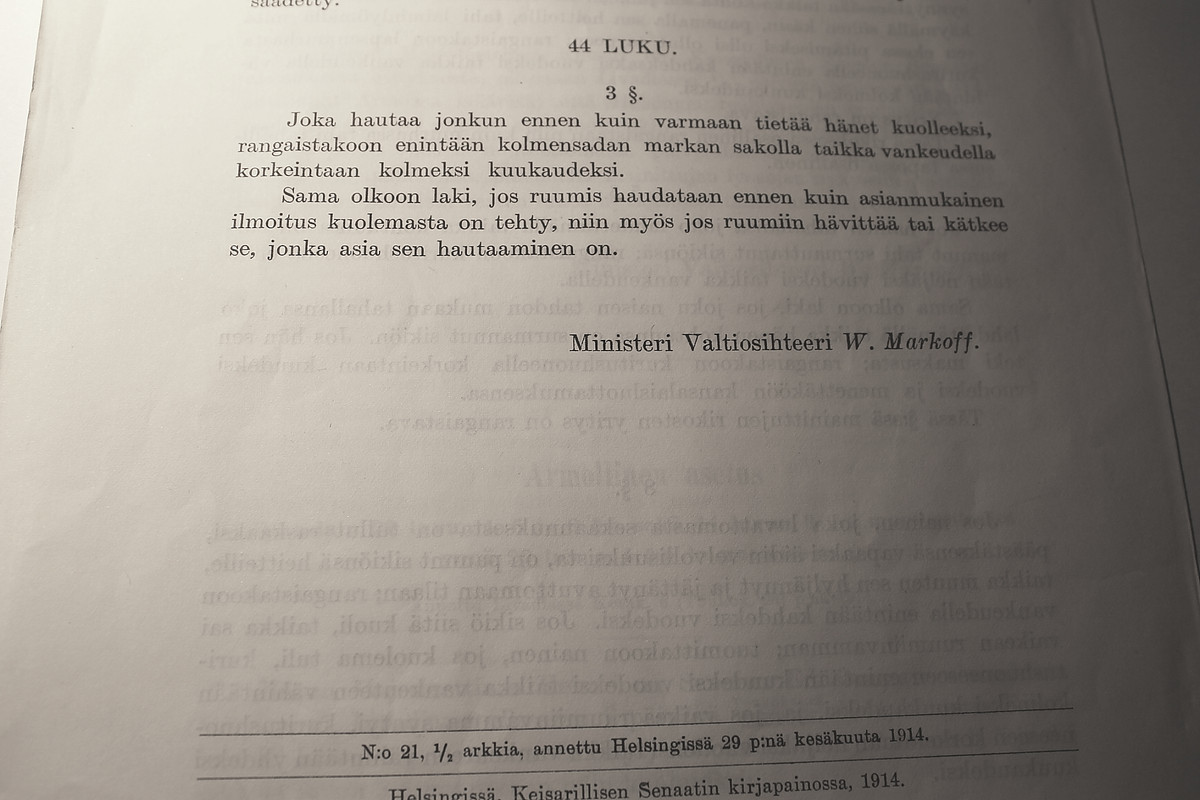 säädetty.
44 LUKU.
3 §.
Joka hautaa jonkun ennen kuin varmaan tietää hänet kuolleeksi,
rangaistakoon enintään kolmensadan markan sakolla taikka vankeudella
korkeintaan kolmeksi kuukaudeksi.
Sama olkoon laki, jos ruumis haudataan ennen kuin asianmukainen
ilmoitus kuolemasta on tehty, niin myös jos ruumiin hävittää tai kätkee
se, jonka asia sen hautaaminen on.
Ministeri Valtiosihteeri W. Markoff.
N:o 21, ½ arkkia, annettu Helsingissä 29 p:nä kesäkuuta 1914.
Helsingissä, Keisarillisen Senaatin kirjapainossa, 1914.